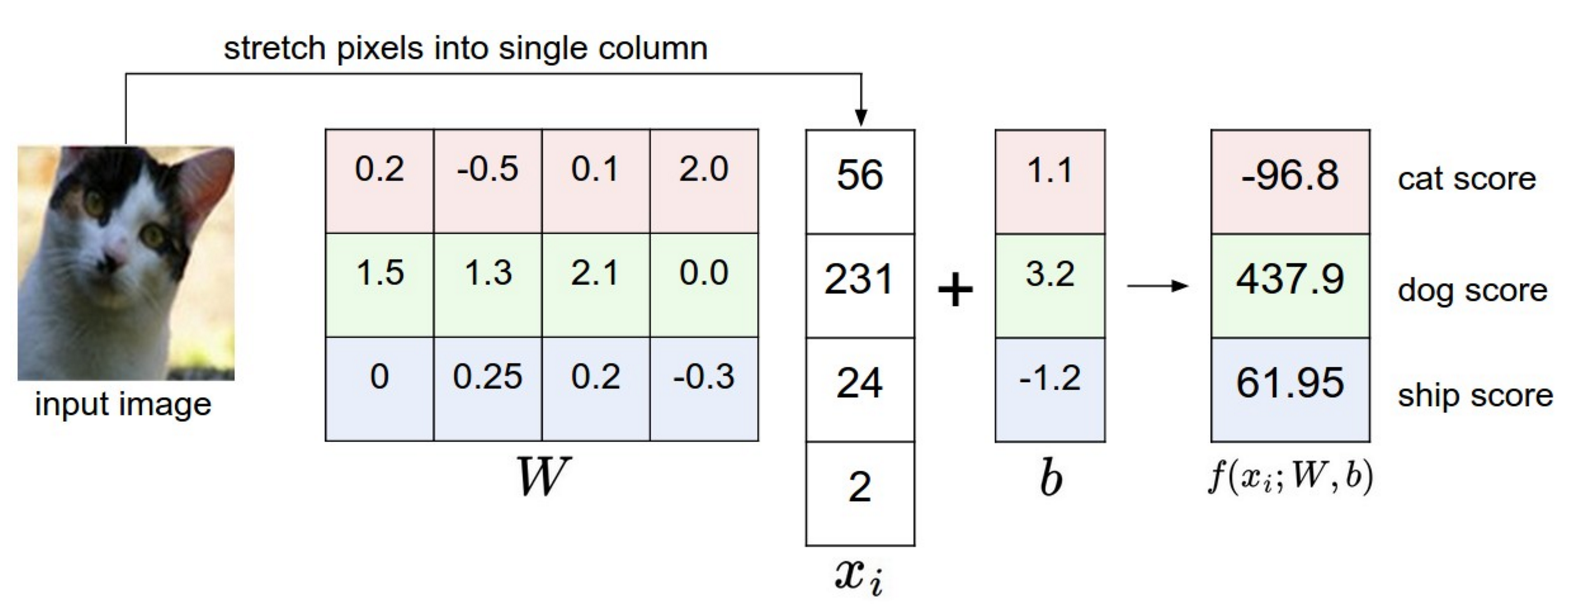 stretch pixels into single column
0.2 -0.5 0.1 2.0 56 1.1 -96.8 cat score
1.5 1.3 2.1 0.0 231 + 3.2 437.9 dog score
0 0.25 0.2 -0.3 24 -1.2 61.95 ship score
input image
W b f(x_i; W, b)
2
x_i